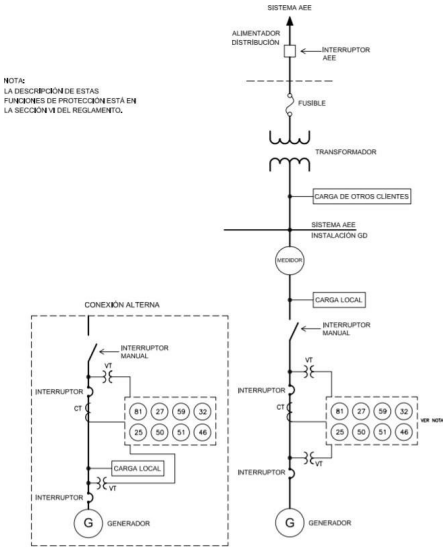 SISTEMA AEE
ALIMENTADOR
DISTRIBUCIÓN
INTERRUPTOR
AEE
NOTA:
LA DESCRIPCIÓN DE ESTAS
FUNCIONES DE PROTECCIÓN ESTÁ EN
LA SECCIÓN VI DEL REGLAMENTO.
FUSIBLE
TRANSFORMADOR
CARGA DE OTROS CLIENTES
SISTEMA AEE
INSTALACIÓN GD
MEDIDOR
CARGA LOCAL
INTERRUPTOR
MANUAL
VT
INTERRUPTOR
CT
81 27 59 32
25 50 51 46
VER NOTA
VT
INTERRUPTOR
G
GENERADOR
CONEXIÓN ALTERNA
INTERRUPTOR
MANUAL
VT
INTERRUPTOR
CT
81 27 59 32
25 50 51 46
CARGA LOCAL
VT
INTERRUPTOR
G
GENERADOR